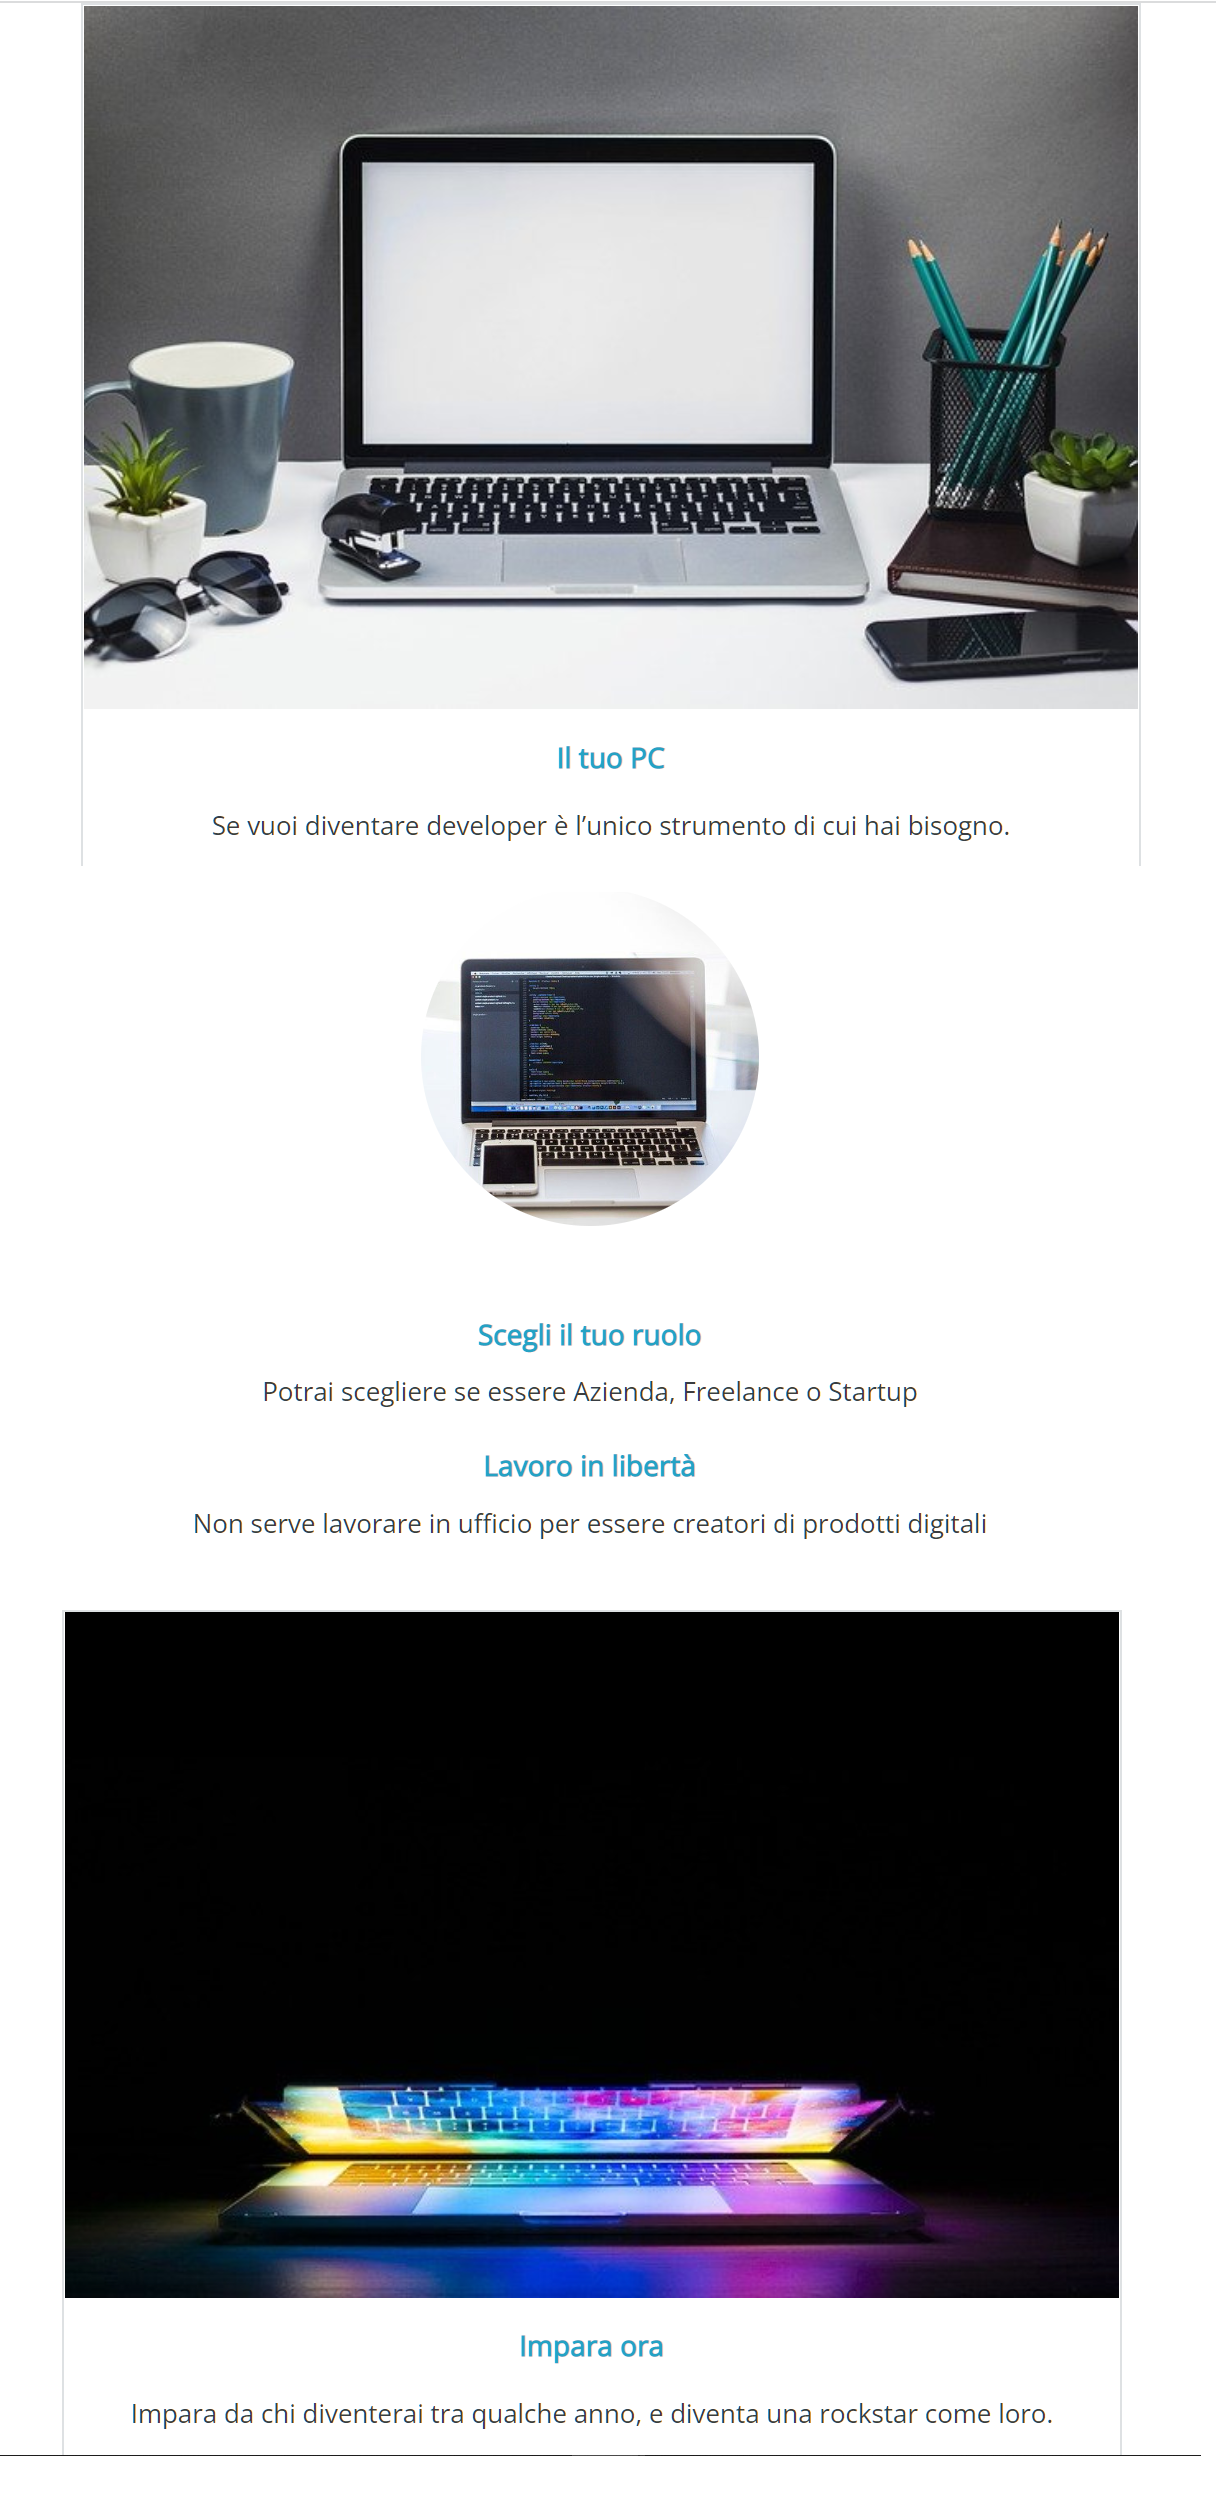 Il tuo PC
Se vuoi diventare developer è l’unico strumento di cui hai bisogno.
Scegli il tuo ruolo
Potrai scegliere se essere Azienda, Freelance o Startup
Lavoro in libertà
Non serve lavorare in ufficio per essere creatori di prodotti digitali
Impara ora
Impara da chi diventerai tra qualche anno, e diventa una rockstar come loro.